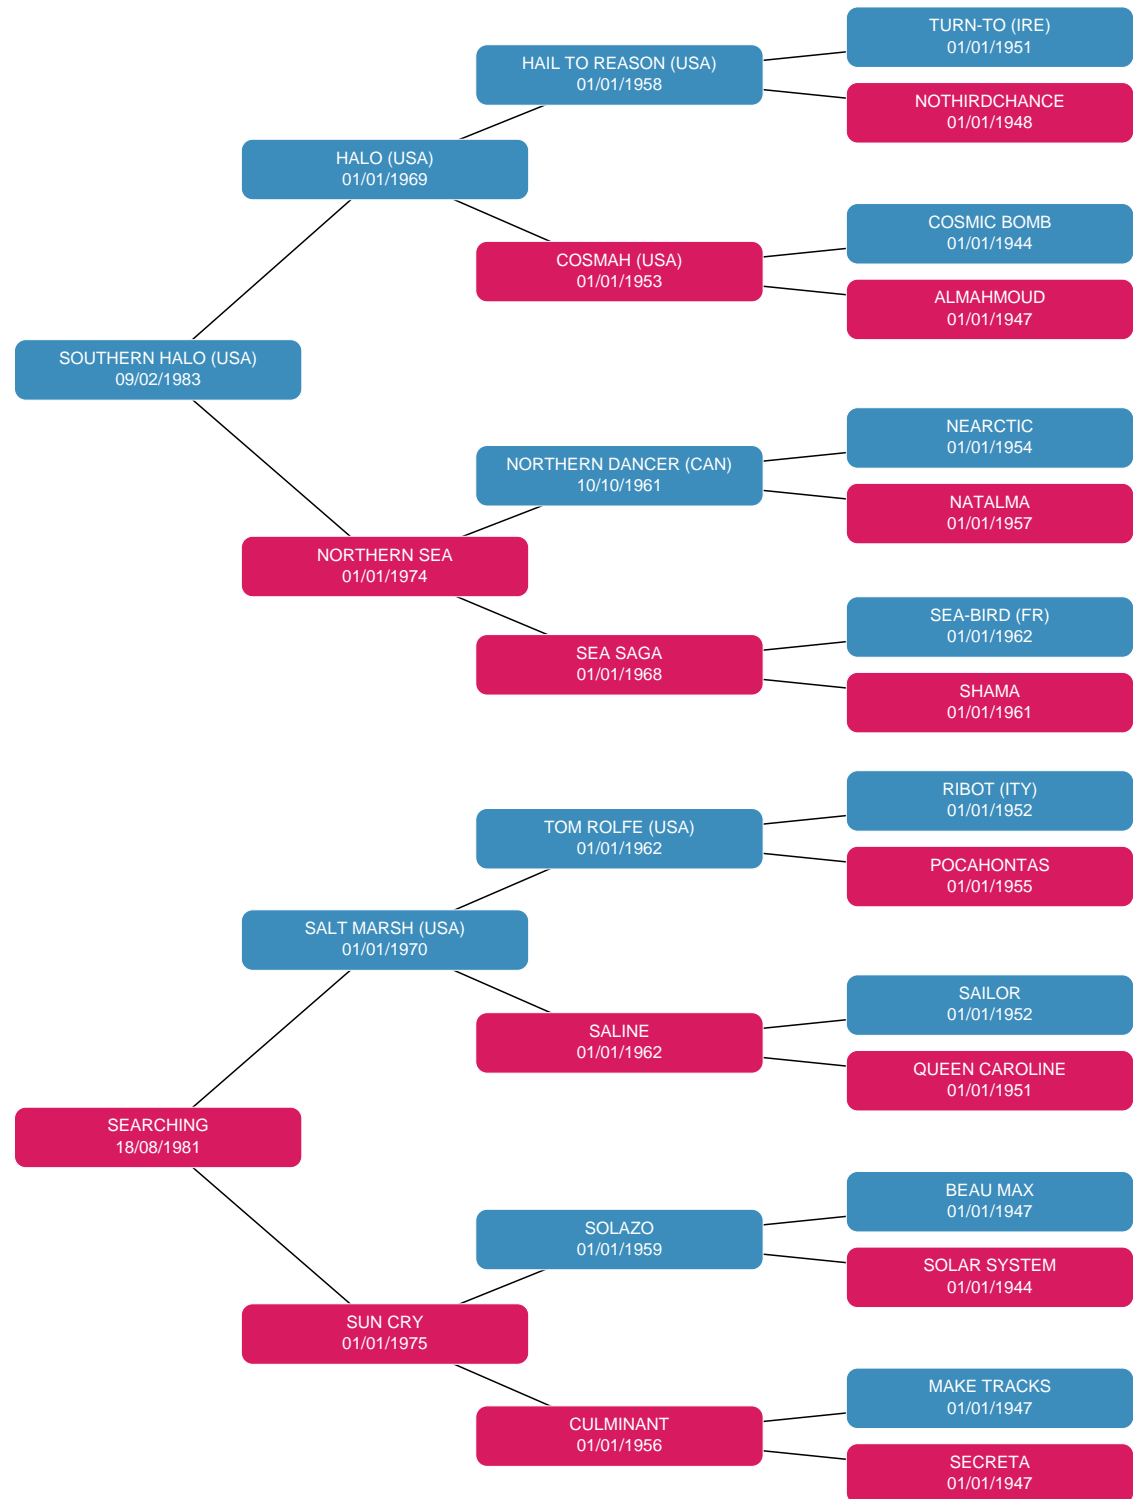 TURN-TO (IRE)
01/01/1951
HAIL TO REASON (USA)
01/01/1958
NOTHIRDCHANCE
01/01/1948
HALO (USA)
01/01/1969
COSMIC BOMB
01/01/1944
COSMAH (USA)
01/01/1953
ALMAHMOUD
01/01/1947
SOUTHERN HALO (USA)
09/02/1983
NEARCTIC
01/01/1954
NORTHERN DANCER (CAN)
10/10/1961
NATALMA
01/01/1957
NORTHERN SEA
01/01/1974
SEA-BIRD (FR)
01/01/1962
SEA SAGA
01/01/1968
SHAMA
01/01/1961
RIBOT (ITY)
01/01/1952
TOM ROLFE (USA)
01/01/1962
POCAHONTAS
01/01/1955
SALT MARSH (USA)
01/01/1970
SAILOR
01/01/1952
SALINE
01/01/1962
QUEEN CAROLINE
01/01/1951
SEARCHING
18/08/1981
BEAU MAX
01/01/1947
SOLAZO
01/01/1959
SOLAR SYSTEM
01/01/1944
SUN CRY
01/01/1975
MAKE TRACKS
01/01/1947
CULMINANT
01/01/1956
SECRETA
01/01/1947